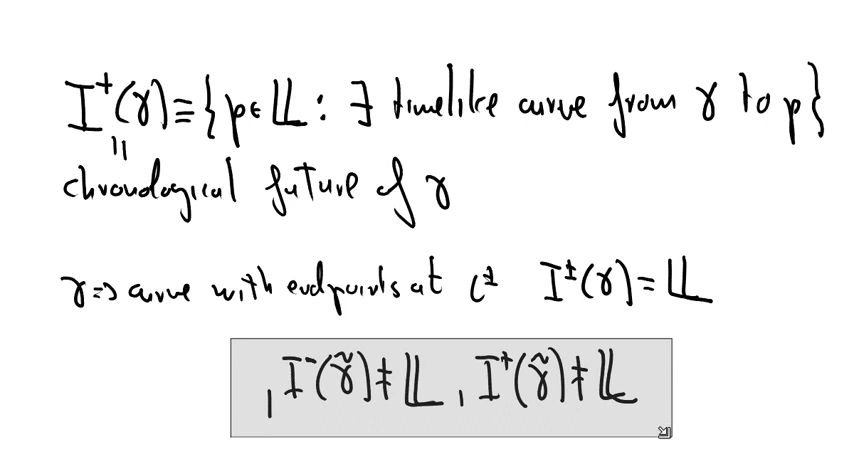 I⁺(γ) ≡ {p ∈ 𝕃 : ∃ timelike curve from γ to p}
||
chronological future of γ
γ => curve with endpoints at i^± I^±(γ) = 𝕃
, I⁻(γ̃) ≠ 𝕃 , I⁺(γ̃) ≠ 𝕃